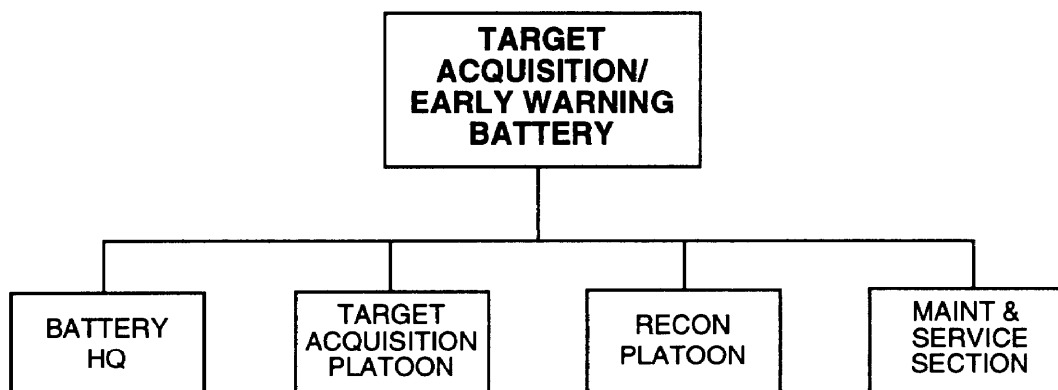 TARGET
ACQUISITION/
EARLY WARNING
BATTERY
BATTERY
HQ
TARGET
ACQUISITION
PLATOON
RECON
PLATOON
MAINT &
SERVICE
SECTION